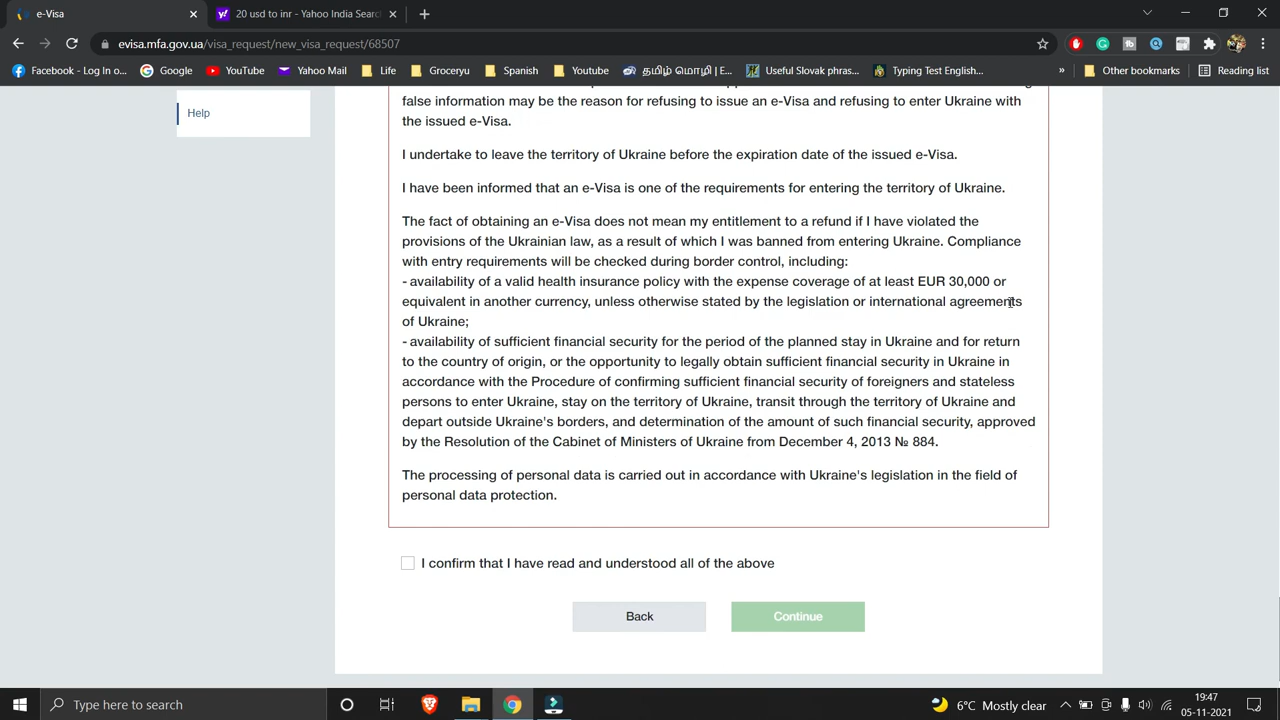 e-Visa
20 usd to inr - Yahoo India Searc
evisa.mfa.gov.ua/visa_request/new_visa_request/68507
Facebook - Log In o...
Google
YouTube
Yahoo Mail
Life
Groceryu
Spanish
Youtube
தமிழ் மொழி | E...
Useful Slovak phras...
Typing Test English...
»
Other bookmarks
Reading list
Help
false information may be the reason for refusing to issue an e-Visa and refusing to enter Ukraine with
the issued e-Visa.
I undertake to leave the territory of Ukraine before the expiration date of the issued e-Visa.
I have been informed that an e-Visa is one of the requirements for entering the territory of Ukraine.
The fact of obtaining an e-Visa does not mean my entitlement to a refund if I have violated the
provisions of the Ukrainian law, as a result of which I was banned from entering Ukraine. Compliance
with entry requirements will be checked during border control, including:
- availability of a valid health insurance policy with the expense coverage of at least EUR 30,000 or
equivalent in another currency, unless otherwise stated by the legislation or international agreements
of Ukraine;
- availability of sufficient financial security for the period of the planned stay in Ukraine and for return
to the country of origin, or the opportunity to legally obtain sufficient financial security in Ukraine in
accordance with the Procedure of confirming sufficient financial security of foreigners and stateless
persons to enter Ukraine, stay on the territory of Ukraine, transit through the territory of Ukraine and
depart outside Ukraine's borders, and determination of the amount of such financial security, approved
by the Resolution of the Cabinet of Ministers of Ukraine from December 4, 2013 № 884.
The processing of personal data is carried out in accordance with Ukraine's legislation in the field of
personal data protection.
I confirm that I have read and understood all of the above
Back
Continue
Type here to search
6°C Mostly clear
19:47
05-11-2021